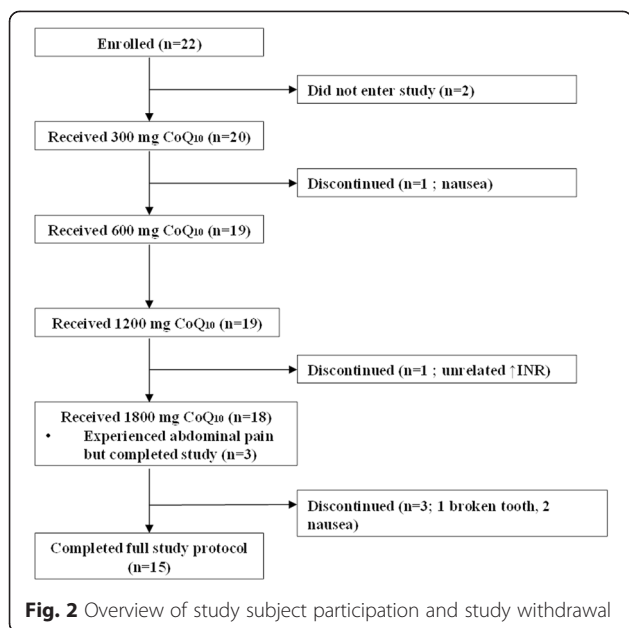 Enrolled (n=22)
Did not enter study (n=2)
Received 300 mg CoQ10 (n=20)
Discontinued (n=1 ; nausea)
Received 600 mg CoQ10 (n=19)
Received 1200 mg CoQ10 (n=19)
Discontinued (n=1 ; unrelated ↑INR)
Received 1800 mg CoQ10 (n=18)
• Experienced abdominal pain
but completed study (n=3)
Discontinued (n=3; 1 broken tooth, 2
nausea)
Completed full study protocol
(n=15)
Fig. 2 Overview of study subject participation and study withdrawal